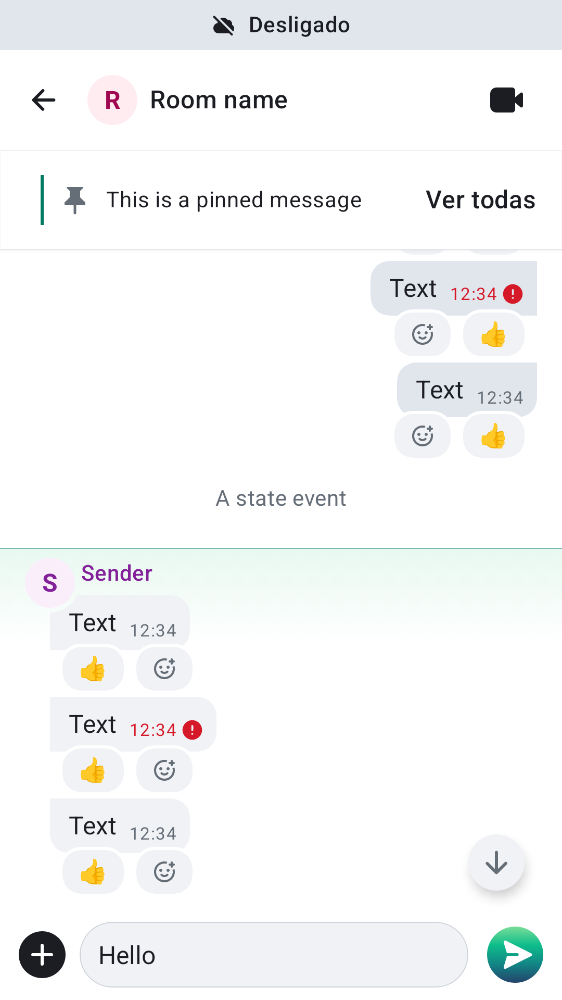 Desligado
R Room name
This is a pinned message Ver todas
Text 12:34
Text 12:34
A state event
S Sender
Text 12:34
Text 12:34
Text 12:34
Hello